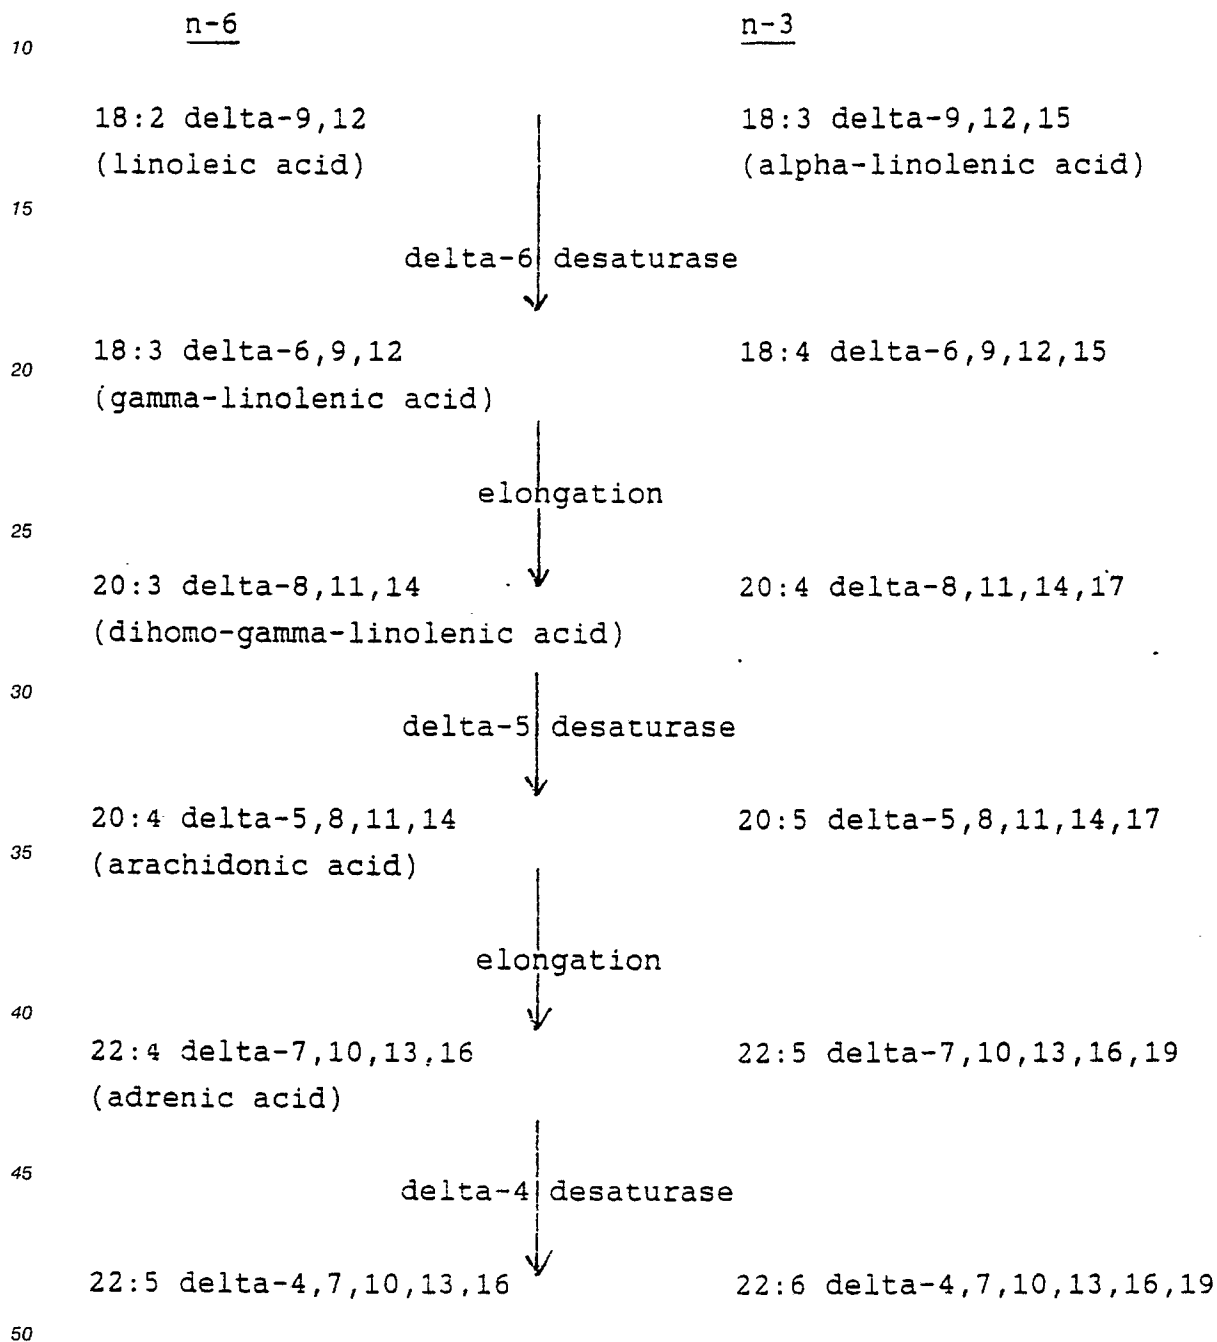 n-6 n-3
10
18:2 delta-9,12 18:3 delta-9,12,15
(linoleic acid) (alpha-linolenic acid)
15
delta-6 desaturase
18:3 delta-6,9,12 18:4 delta-6,9,12,15
20
(gamma-linolenic acid)
elongation
25
20:3 delta-8,11,14 20:4 delta-8,11,14,17
(dihomo-gamma-linolenic acid)
30
delta-5 desaturase
20:4 delta-5,8,11,14 20:5 delta-5,8,11,14,17
35
(arachidonic acid)
elongation
40
22:4 delta-7,10,13,16 22:5 delta-7,10,13,16,19
(adrenic acid)
45
delta-4 desaturase
22:5 delta-4,7,10,13,16 22:6 delta-4,7,10,13,16,19
50